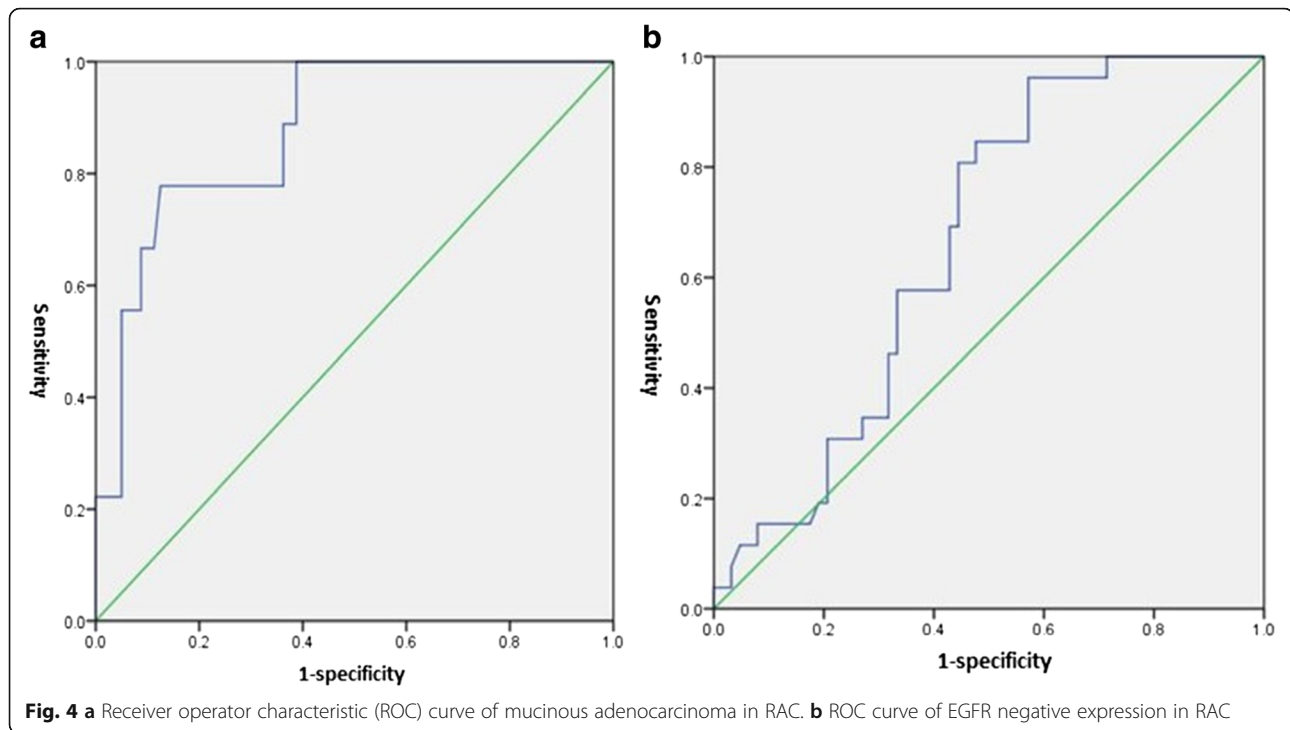 a
1.0
0.8
0.6
0.4
0.2
0.0
Sensitivity
0.0 0.2 0.4 0.6 0.8 1.0
1-specificity
b
1.0
0.8
0.6
0.4
0.2
0.0
Sensitivity
0.0 0.2 0.4 0.6 0.8 1.0
1-specificity
Fig. 4 a Receiver operator characteristic (ROC) curve of mucinous adenocarcinoma in RAC. b ROC curve of EGFR negative expression in RAC